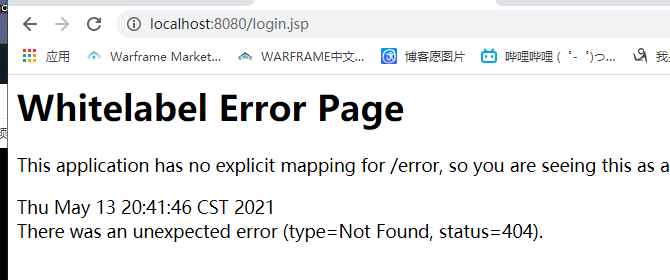 localhost:8080/login.jsp
应用 Warframe Market... WARFRAME中文... 博客愿图片 哔哩哔哩 ( ゜- ゜)つ...
Whitelabel Error Page
This application has no explicit mapping for /error, so you are seeing this as a
Thu May 13 20:41:46 CST 2021
There was an unexpected error (type=Not Found, status=404).